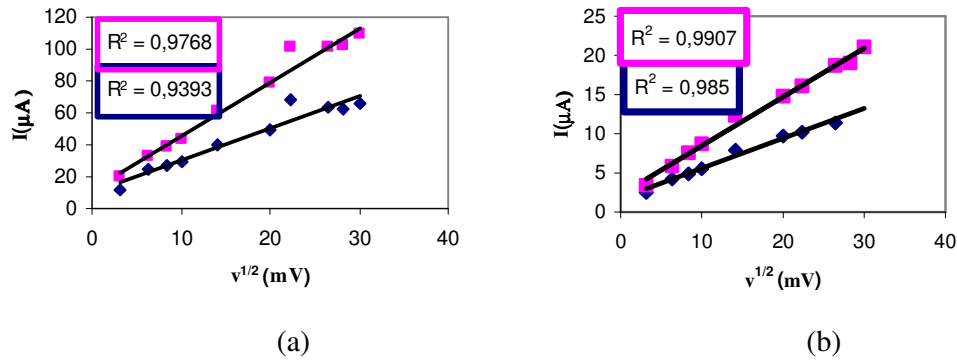 120
100
80
60
40
20
0
I(μA)
R² = 0,9768
R² = 0,9393
0 10 20 30 40
v^1/2 (mV)
(a)
25
20
15
10
5
0
I(μA)
R² = 0,9907
R² = 0,985
0 10 20 30 40
v^1/2 (mV)
(b)